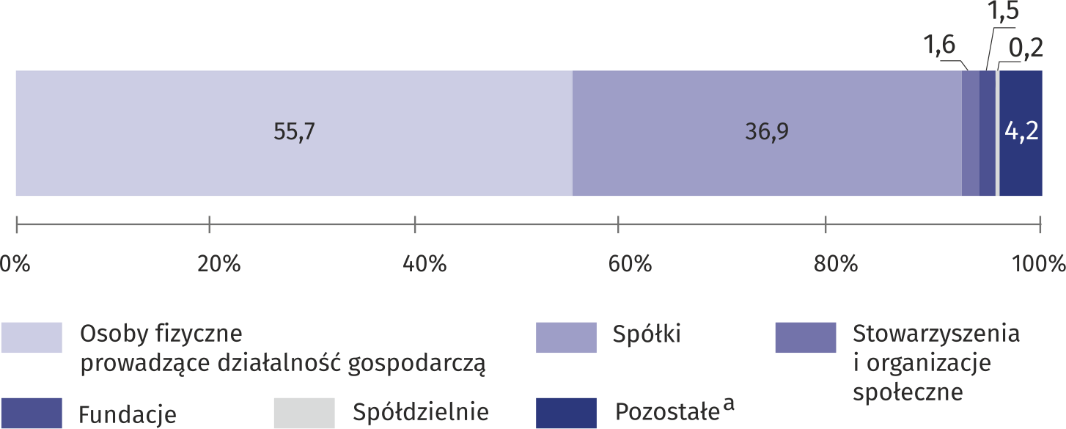 1,5
1,6
0,2
55,7
36,9
4,2
0%
20%
40%
60%
80%
100%
Osoby fizyczne
prowadzące działalność gospodarczą
Spółki
Stowarzyszenia
i organizacje
społeczne
Fundacje
Spółdzielnie
Pozostałe a